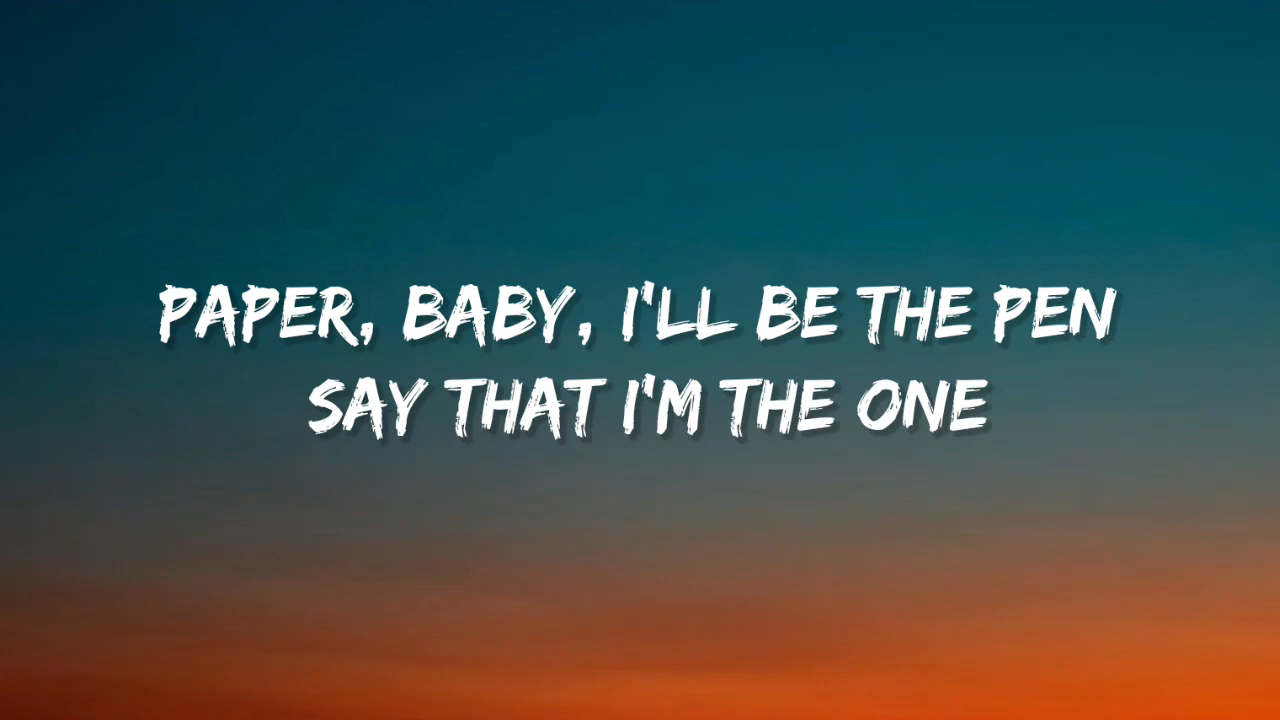 PAPER, BABY, I'LL BE THE PEN
SAY THAT I'M THE ONE